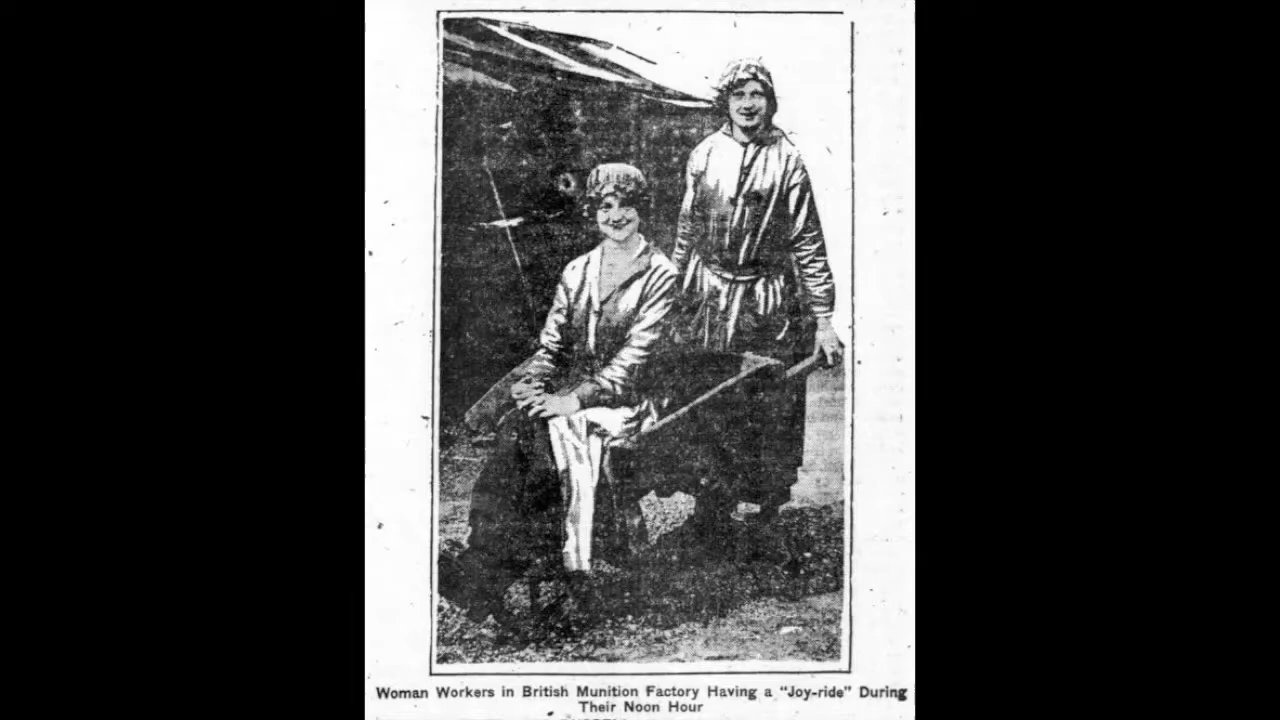 Woman Workers in British Munition Factory Having a "Joy-ride" During
Their Noon Hour